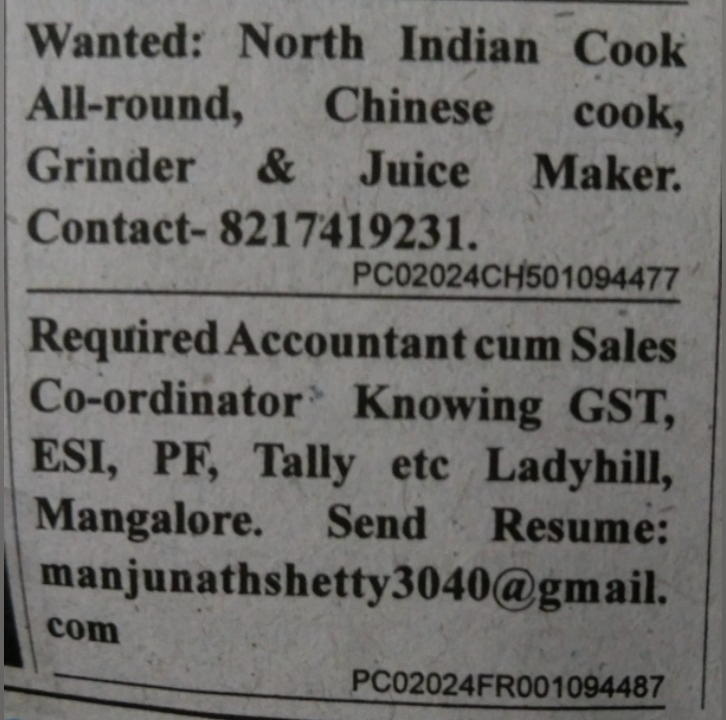 Wanted: North Indian Cook
All-round, Chinese cook,
Grinder & Juice Maker.
Contact- 8217419231.
PC02024CH501094477
Required Accountant cum Sales
Co-ordinator Knowing GST,
ESI, PF, Tally etc Ladyhill,
Mangalore. Send Resume:
manjunathshetty3040@gmail.
com
PC02024FR001094487